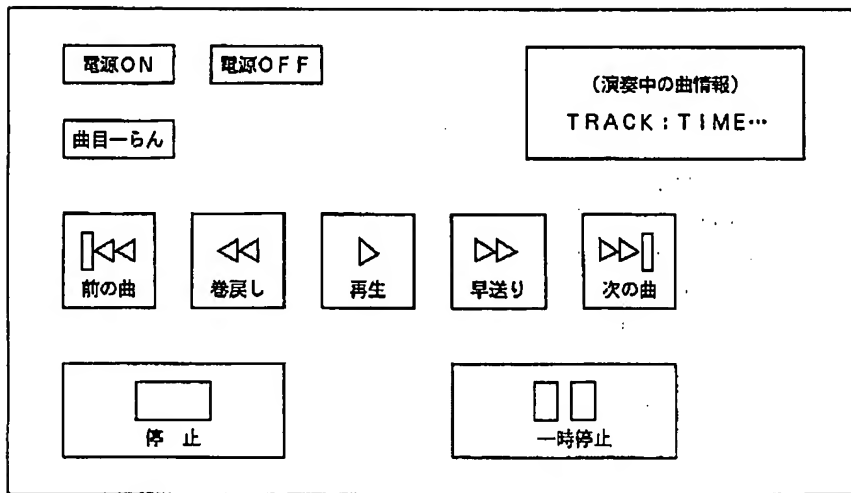 電源ON
電源OFF
(演奏中の曲情報)
TRACK:TIME…
曲目一らん
前の曲
巻戻し
再生
早送り
次の曲
停 止
一時停止